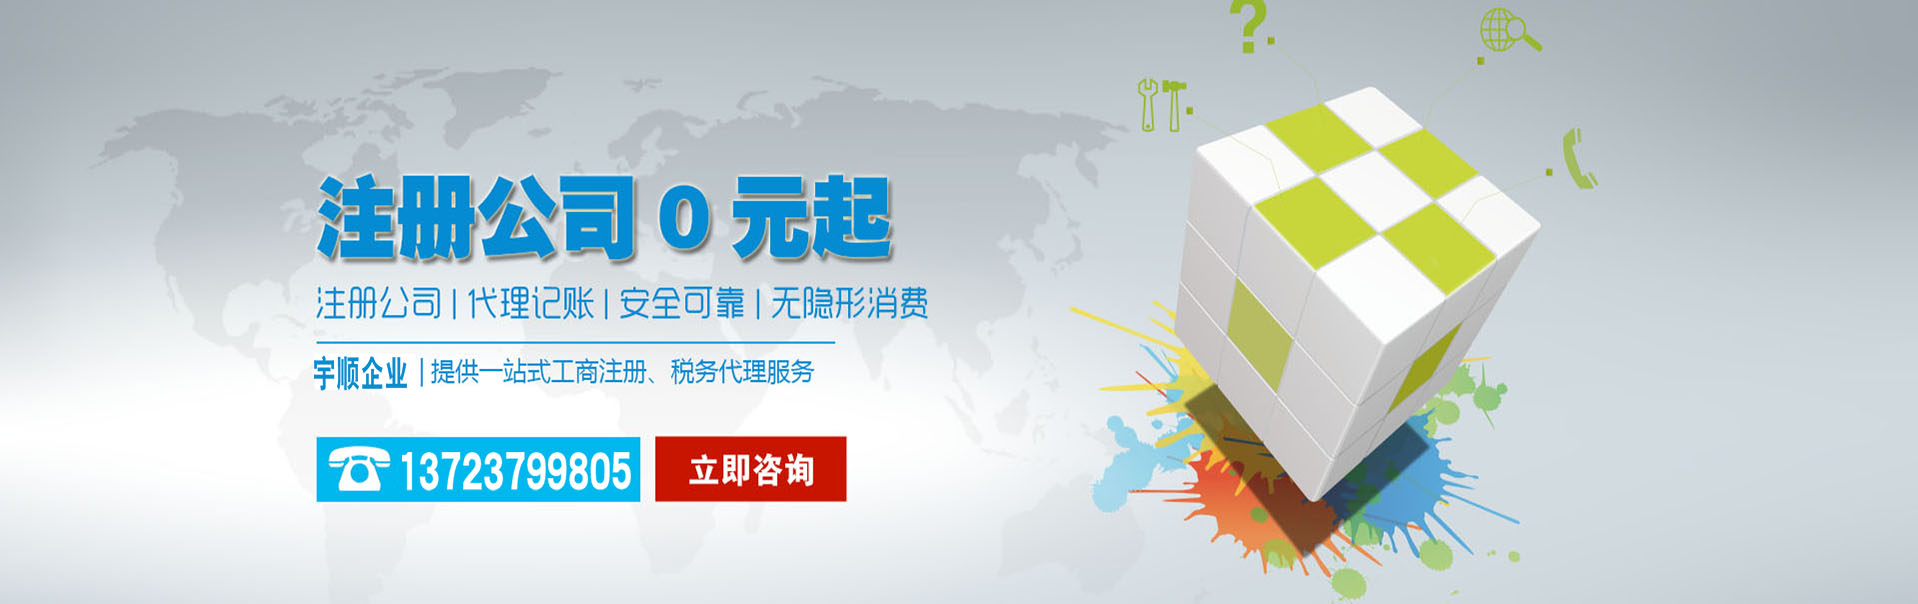 注册公司 0 元起
注册公司|代理记账|安全可靠|无隐形消费
宇顺企业|提供一站式工商注册、税务代理服务
13723799805 立即咨询